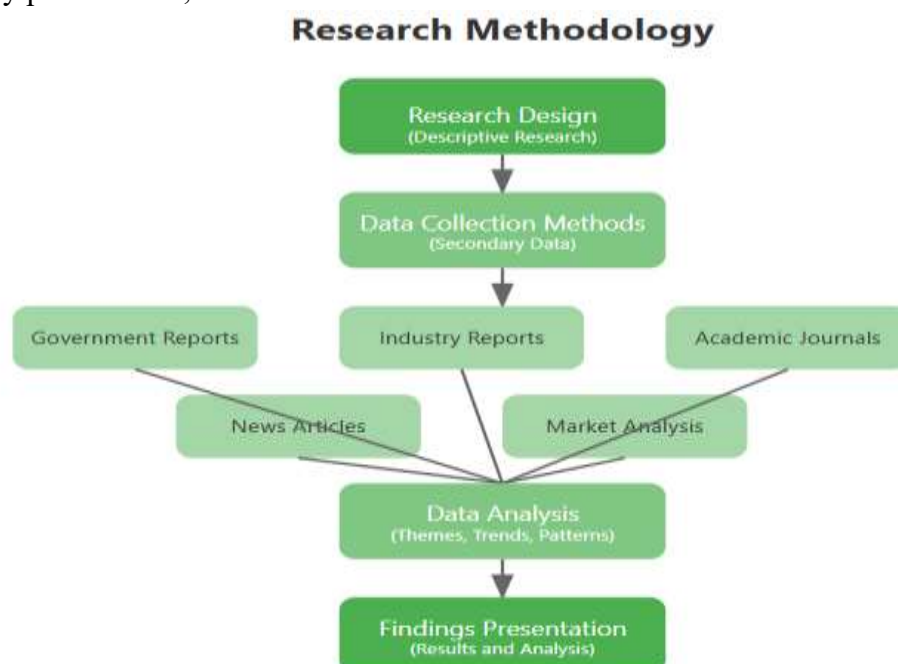 Research Methodology
Research Design
(Descriptive Research)
Data Collection Methods
(Secondary Data)
Government Reports
Industry Reports
Academic Journals
News Articles
Market Analysis
Data Analysis
(Themes, Trends, Patterns)
Findings Presentation
(Results and Analysis)